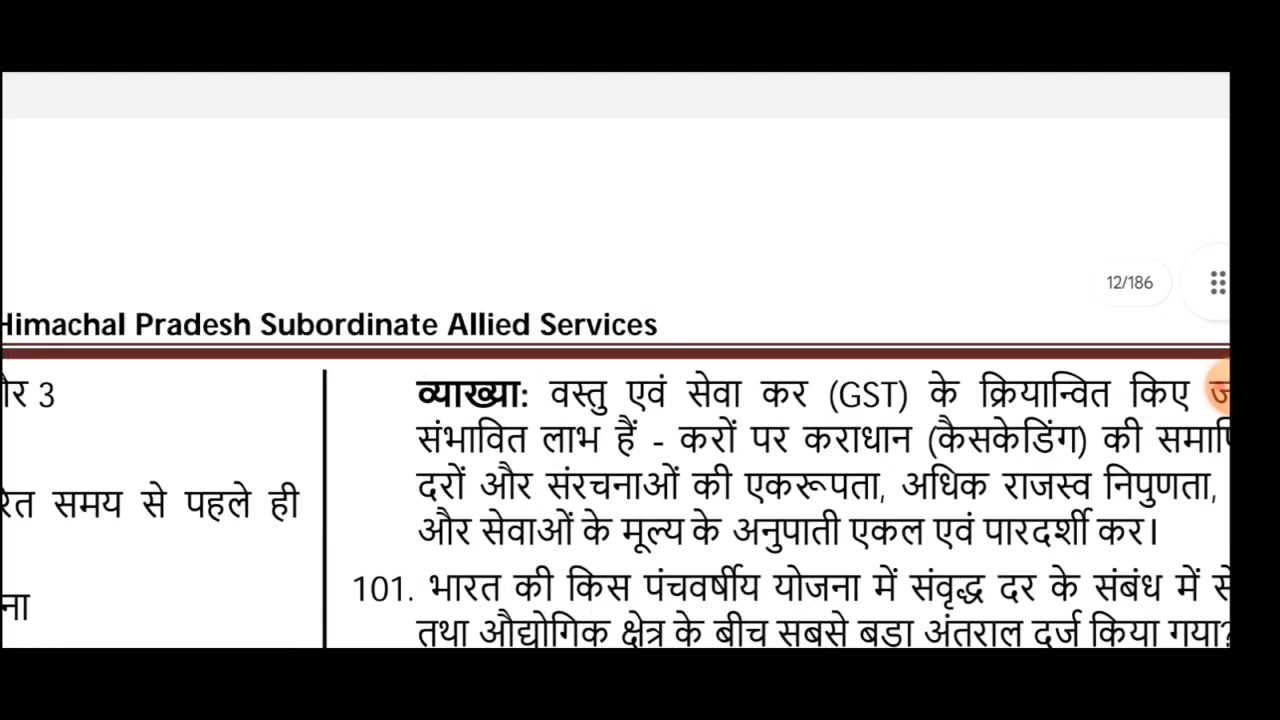 12/186
Himachal Pradesh Subordinate Allied Services
3
समय से पहले ही
व्याख्या: वस्तु एवं सेवा कर (GST) के क्रियान्वित किए
संभावित लाभ हैं - करों पर कराधान (कैसकेडिंग) की
दरों और संरचनाओं की एकरूपता, अधिक राजस्व निपुणता,
और सेवाओं के मूल्य के अनुपाती एकल एवं पारदर्शी कर।
101. भारत की किस पंचवर्षीय योजना में संवृद्ध दर के संबंध में
तथा औद्योगिक क्षेत्र के बीच सबसे बडा अंतराल दर्ज किया गया?